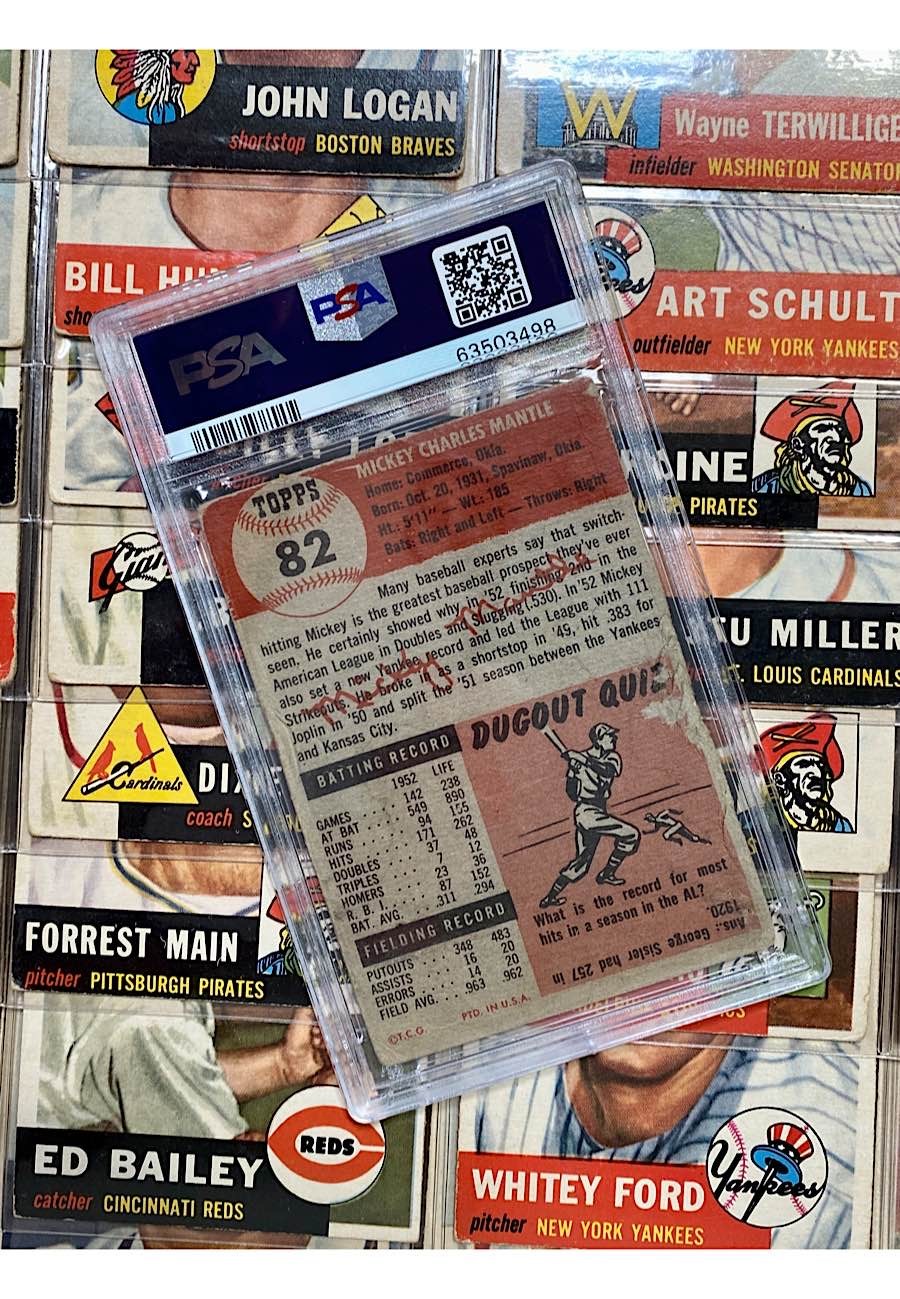 JOHN LOGAN
shortstop BOSTON BRAVES
W
Wayne TERWILLIGE
infielder WASHINGTON SENATO
BILL HU
sho
ART SCHULT
outfielder NEW YORK YANKEES
PSA
PSA
63503498
INE
PIRATES
Giants
U MILLER
T. LOUIS CARDINALS
Cardinals
DI
coach S
FORREST MAIN
pitcher PITTSBURGH PIRATES
ED BAILEY
catcher CINCINNATI REDS
REDS
WHITEY FORD
pitcher NEW YORK YANKEES
Yankees
TOPPS
82
MICKEY CHARLES MANTLE
Home: Commerce, Okla.
Born: Oct. 20, 1931, Spavinaw, Okla.
Ht.: 5'11" — Wt.: 185
Bats: Right and Left — Throws: Right
Many baseball experts say that switch-
hitting Mickey is the greatest baseball prospect they've ever
seen. He certainly showed why in '52 finishing 2nd in the
American League in Doubles and Slugging (.530). In '52 Mickey
also set a new Yankee record and led the League with 111
Strikeouts. He broke in as a shortstop in '49, hit .383 for
Joplin in '50 and split the '51 season between the Yankees
and Kansas City.
Mickey Mantle
BATTING RECORD
1952 LIFE
GAMES 142 238
AT BAT 549 890
RUNS 94 155
HITS 171 262
DOUBLES 37 48
TRIPLES 7 12
HOMERS 23 36
R. B. I. 87 152
BAT. AVG. .311 294
FIELDING RECORD
PUTOUTS 348 483
ASSISTS 16 20
ERRORS 14 20
FIELD AVG. .963 .962
DUGOUT QUIZ
What is the record for most
hits in a season in the AL?
Ans.: George Sisler had 257 in
1920.
©T.C.G. PTD. IN U.S.A.